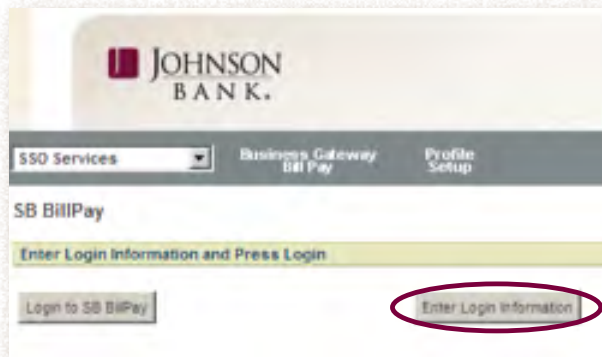 JOHNSON
BANK.
SSO Services
Business Gateway
Bill Pay
Profile
Setup
SB BillPay
Enter Login Information and Press Login
Login to SB BillPay
Enter Login Information